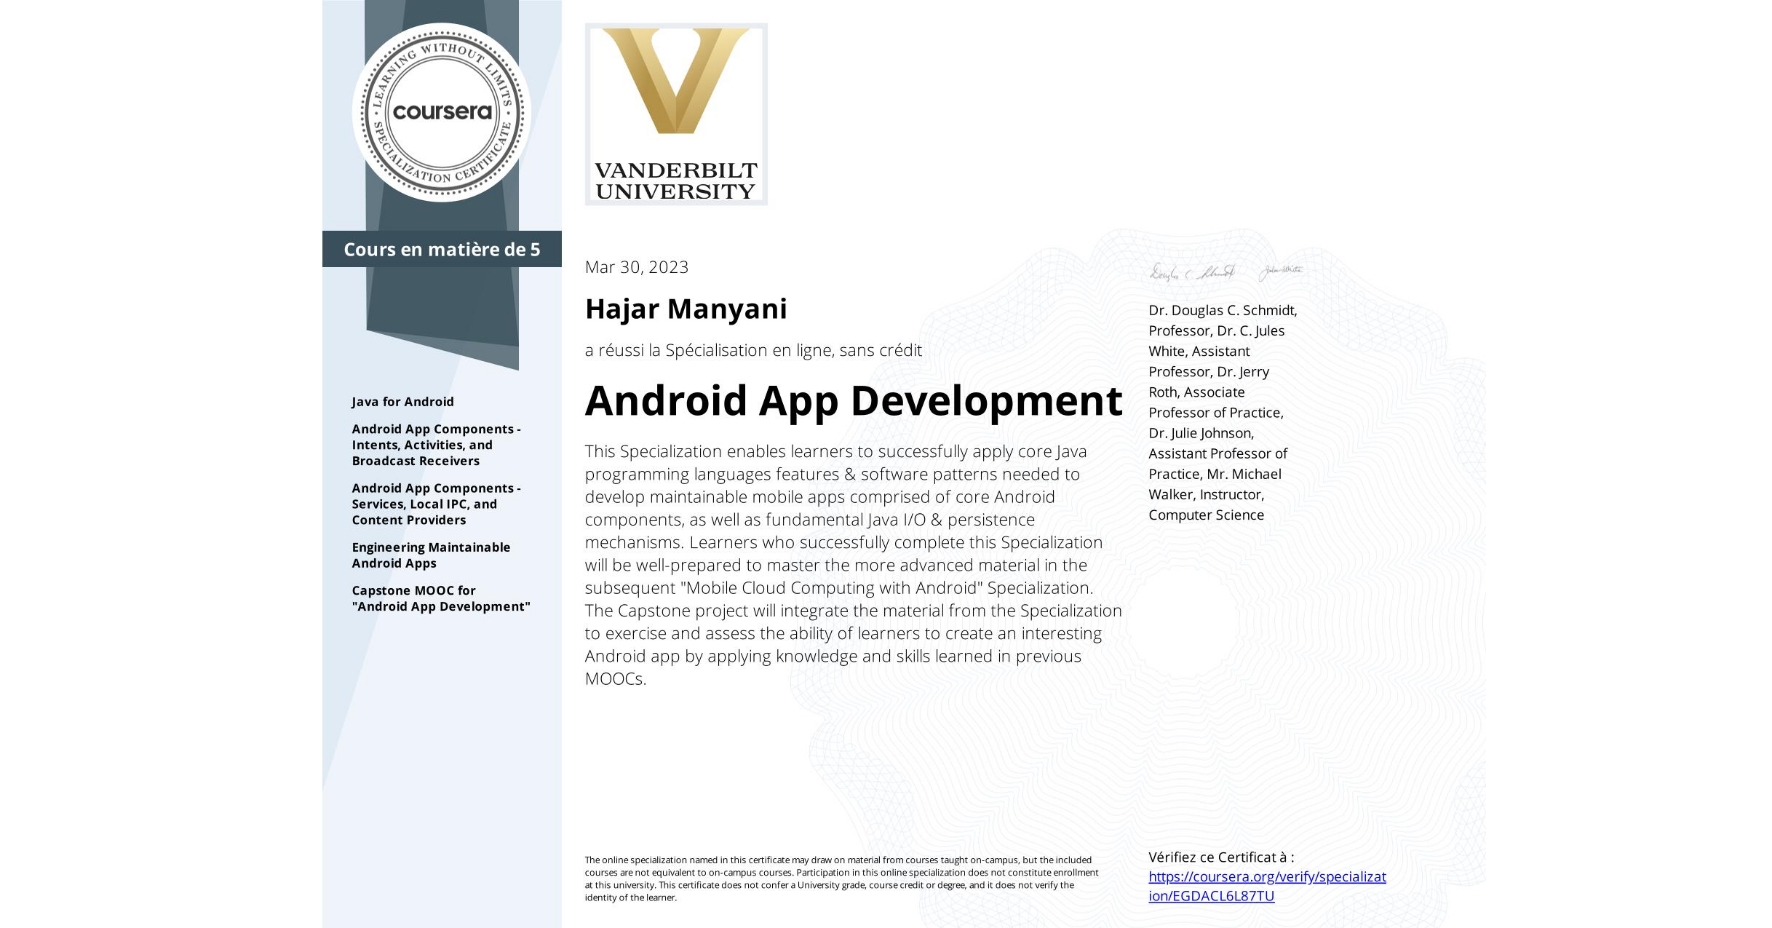 LEARNING WITHOUT LIMITS
coursera
SPECIALIZATION CERTIFICATE
Cours en matière de 5
Java for Android
Android App Components -
Intents, Activities, and
Broadcast Receivers
Android App Components -
Services, Local IPC, and
Content Providers
Engineering Maintainable
Android Apps
Capstone MOOC for
"Android App Development"
VANDERBILT
UNIVERSITY
Mar 30, 2023
Hajar Manyani
a réussi la Spécialisation en ligne, sans crédit
Android App Development
This Specialization enables learners to successfully apply core Java
programming languages features & software patterns needed to
develop maintainable mobile apps comprised of core Android
components, as well as fundamental Java I/O & persistence
mechanisms. Learners who successfully complete this Specialization
will be well-prepared to master the more advanced material in the
subsequent "Mobile Cloud Computing with Android" Specialization.
The Capstone project will integrate the material from the Specialization
to exercise and assess the ability of learners to create an interesting
Android app by applying knowledge and skills learned in previous
MOOCs.
Dr. Douglas C. Schmidt,
Professor, Dr. C. Jules
White, Assistant
Professor, Dr. Jerry
Roth, Associate
Professor of Practice,
Dr. Julie Johnson,
Assistant Professor of
Practice, Mr. Michael
Walker, Instructor,
Computer Science
The online specialization named in this certificate may draw on material from courses taught on-campus, but the included
courses are not equivalent to on-campus courses. Participation in this online specialization does not constitute enrollment
at this university. This certificate does not confer a University grade, course credit or degree, and it does not verify the
identity of the learner.
Vérifiez ce Certificat à :
https://coursera.org/verify/specializat
ion/EGDACL6L87TU